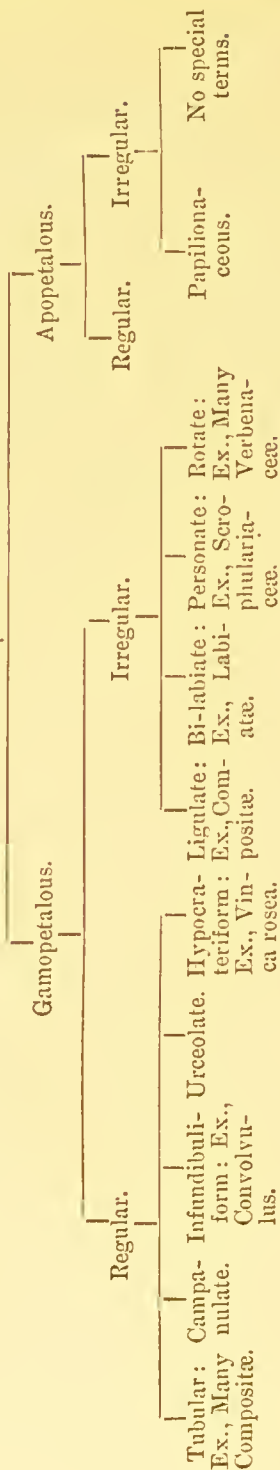 Gamopetalous.
Apopetalous.
Regular.
Irregular.
Regular.
Irregular.
Tubular:
Ex., Many
Compositæ.
Campa-
nulate.
Infundibuli-
form: Ex.,
Convolvu-
lus.
Urceolate.
Hypocra-
teriform:
Ex., Vin-
ca rosea.
Ligulate:
Ex., Com-
positæ.
Bi-labiate:
Ex., Labi-
atæ.
Personate:
Ex., Scro-
phularia-
ceæ.
Rotate:
Ex., Many
Verbena-
ceæ.
Papiliona-
ceous.
No special
terms.